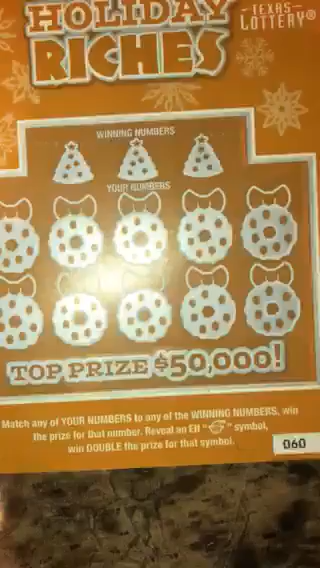 HOLIDAY
RICHES
TEXAS
LOTTERY®
WINNING NUMBERS
YOUR NUMBERS
TOP PRIZE $50,000!
Match any of YOUR NUMBERS to any of the WINNING NUMBERS, win
the prize for that number. Reveal an Elf " " symbol,
win DOUBLE the prize for that symbol.
060